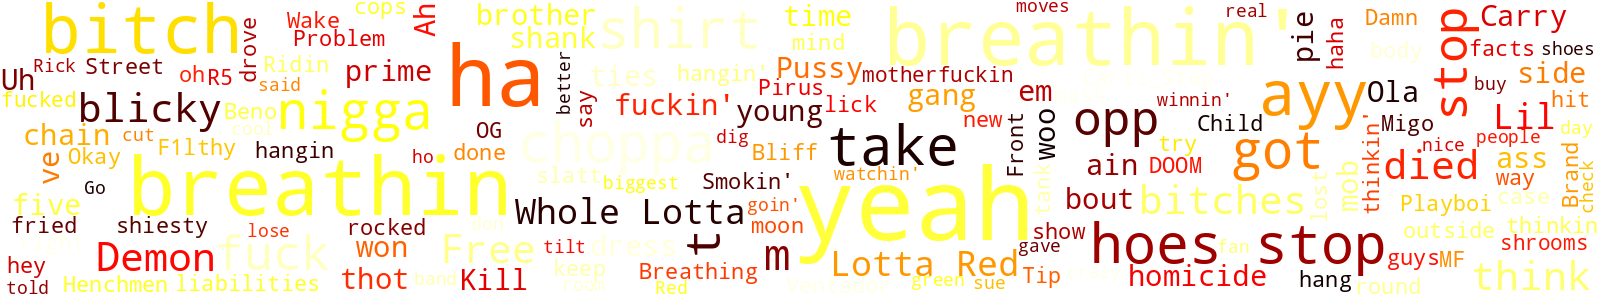 bitch
drove
Wake
Problem
cops
Ah
brother
shank
shirt
time
mind
breathin'
moves
real
pie
haha
Damn
body
stop
Carry
facts
shoes
Uh
Rick
Street
oh
R5
Ridin
said
prime
ha
better
say
ties
hangin'
Pussy
motherfuckin
Pirus
buy
side
hit
fucked
blicky
Beno
cool
nigga
fuckin'
young
lick
gang
new
em
opp
winnin'
ayy
Ola
Migo
Lil
chain
cut
F1lthy
hangin
OG
choppa
dig
take
Front
woo
Child
try
got
thinkin'
people
day
ve
Okay
Go
breathin
ho
done
slatt
biggest
Bliff
watchin'
Smokin'
yeah
ain
DOOM
nice
died
ass
way
Brand
check
five
fried
shiesty
lose
rocked
Whole Lotta
goin'
moon
tank
bout
bitches
lost
mob
Playboi
case
outside
thinkin
Demon
fuck
won
Free
tilt
dress
t
m
show
gave
hoes
fan
stop
guys
MF
shrooms
hey
told
Henchmen
liabilities
thot
band
Kill
keep
Breathing
Red
Lotta Red
green
sue
Tip
homicide
hang
round
think